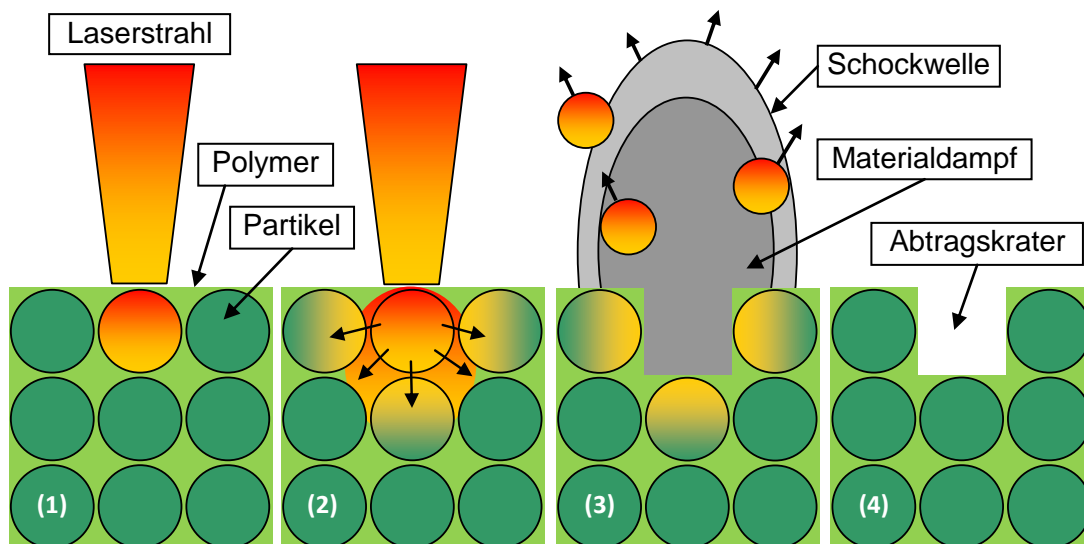 Laserstrahl
Polymer
Partikel
Schockwelle
Materialdampf
Abtragskrater
(1)
(2)
(3)
(4)